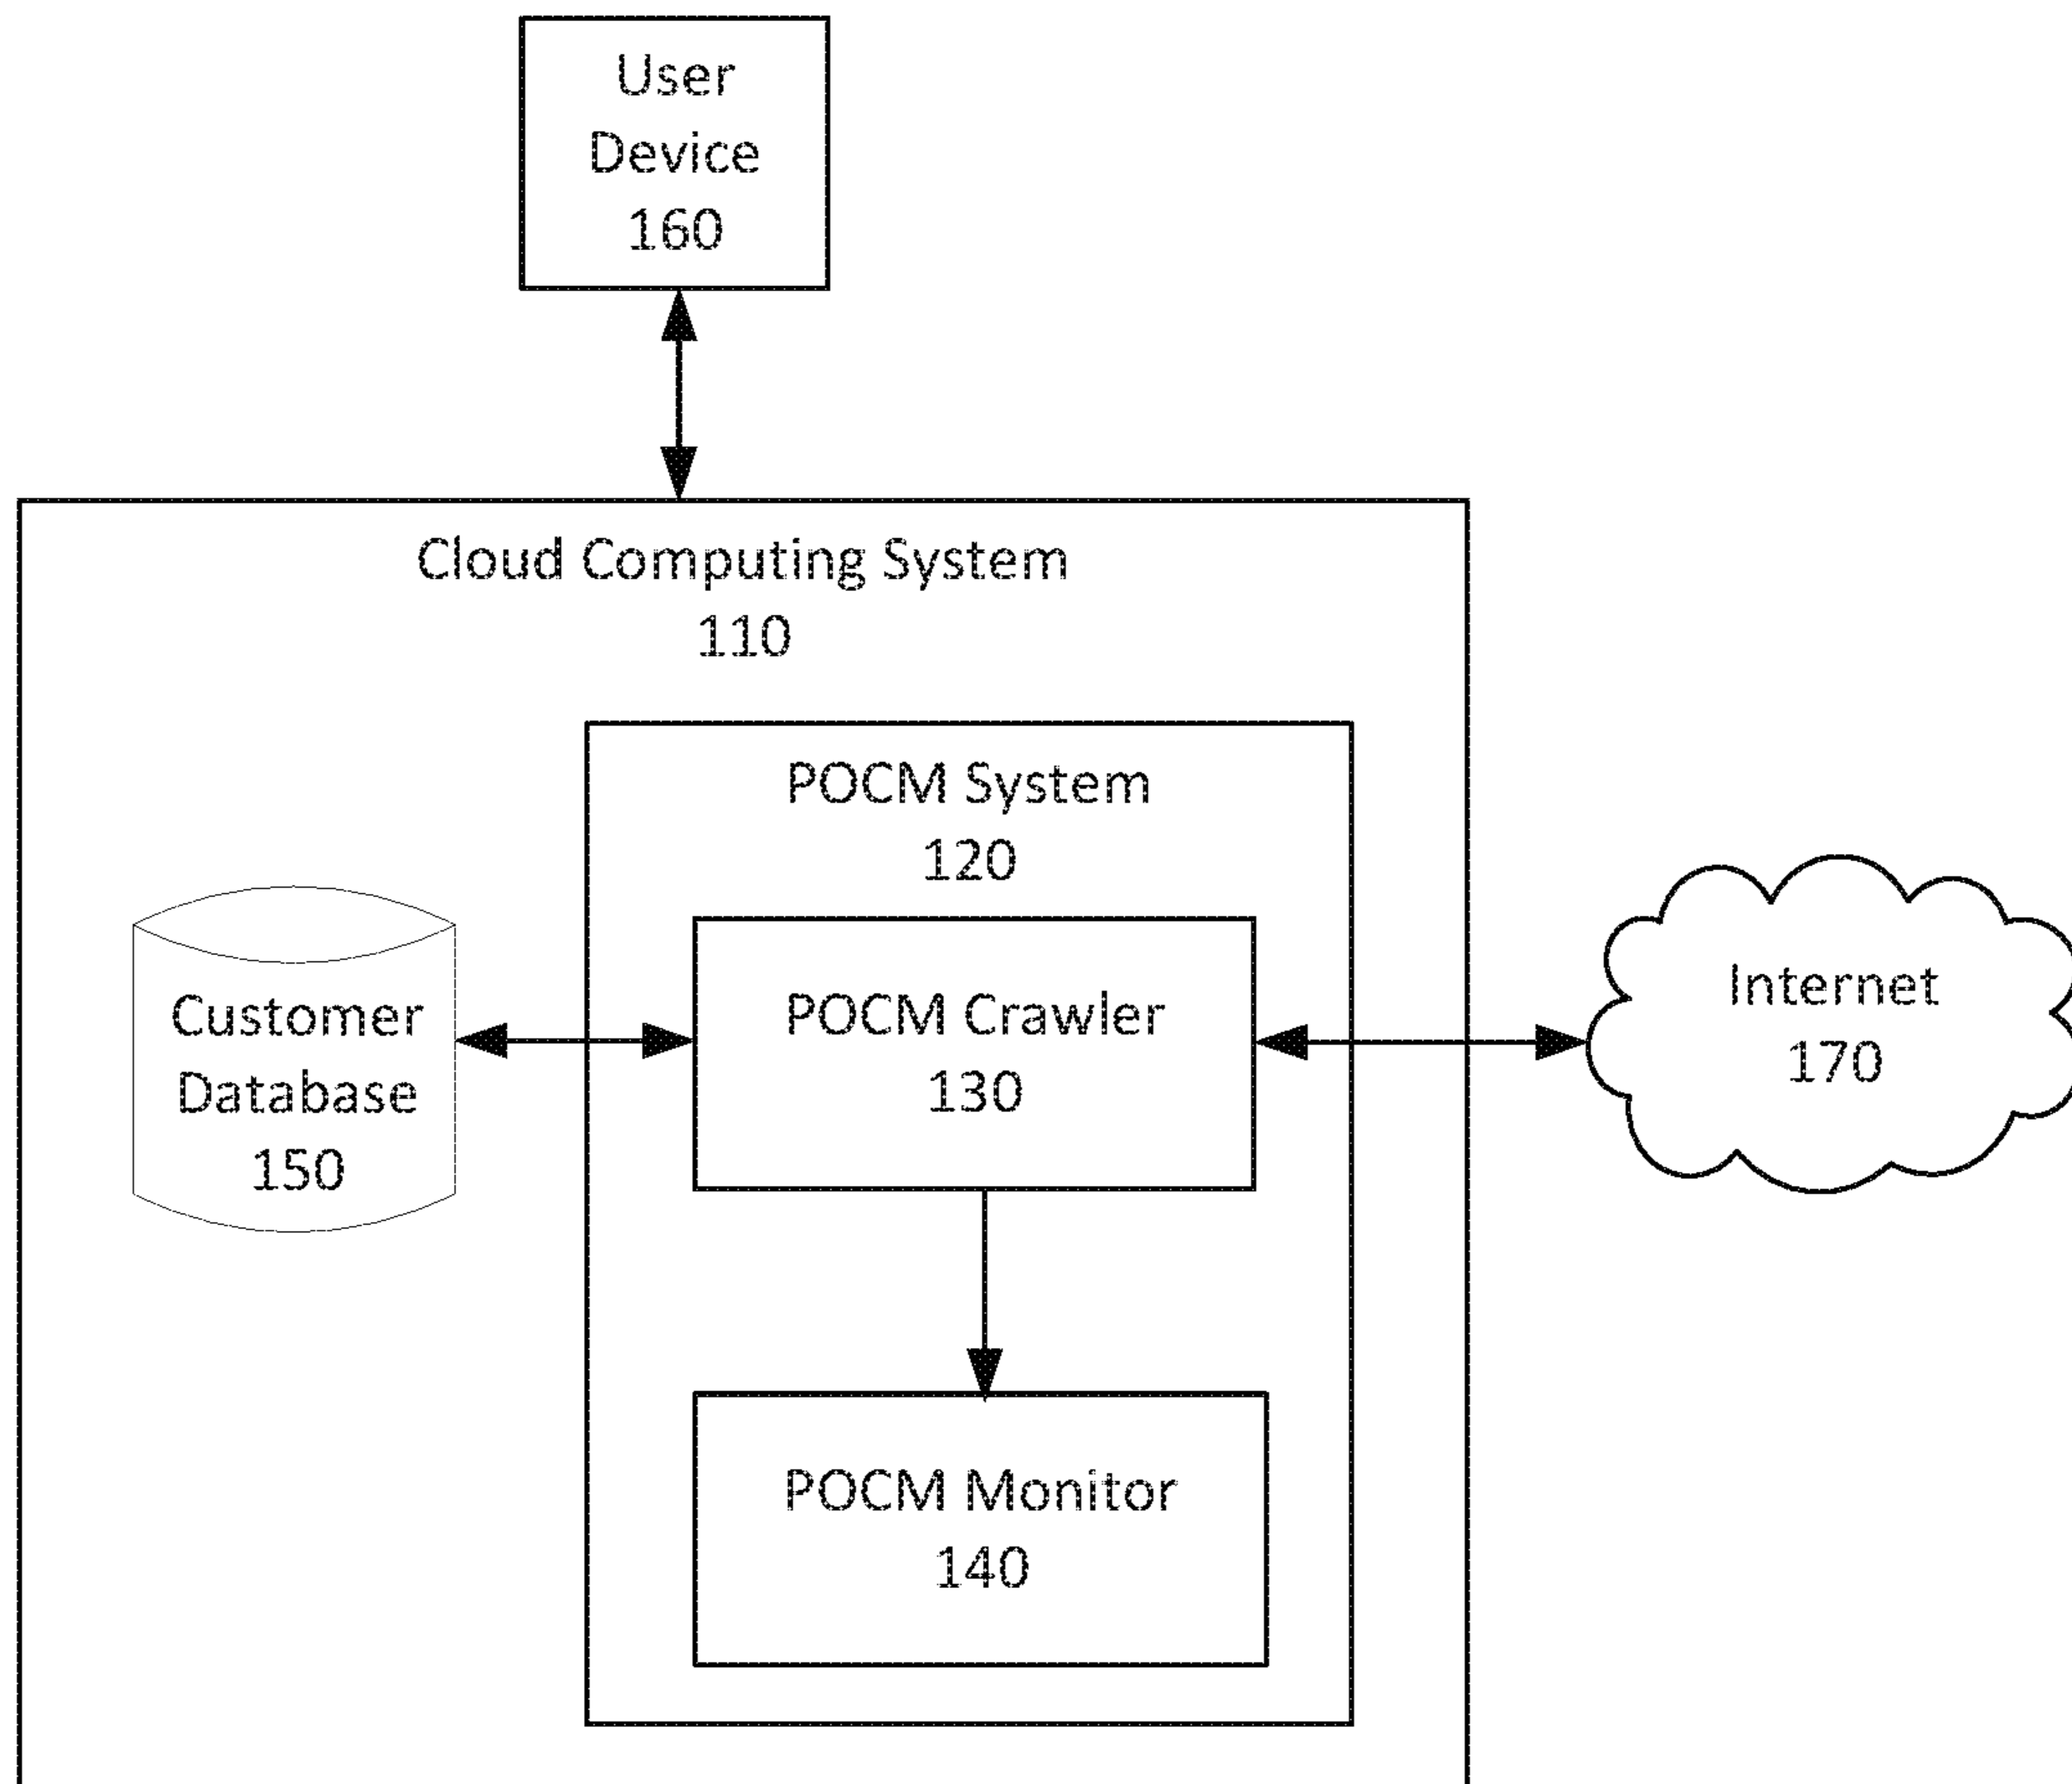 User
Device
160
Cloud Computing System
110
POCM System
120
Customer
Database
150
POCM Crawler
130
Internet
170
POCM Monitor
140